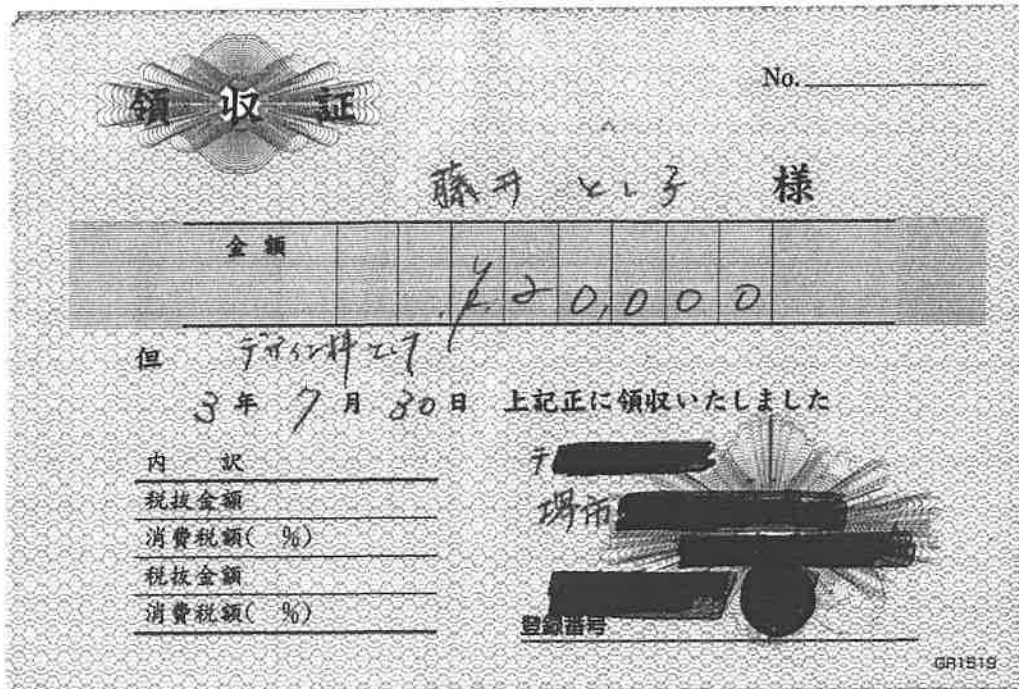 領収証
No.
藤井 とし子 様
金額 ¥20,000
但 デザイン料として
3年 7月 30日 上記正に領収いたしました
内 訳
税抜金額
消費税額( %)
税抜金額
消費税額( %)
〒
堺市
登録番号
GR1519